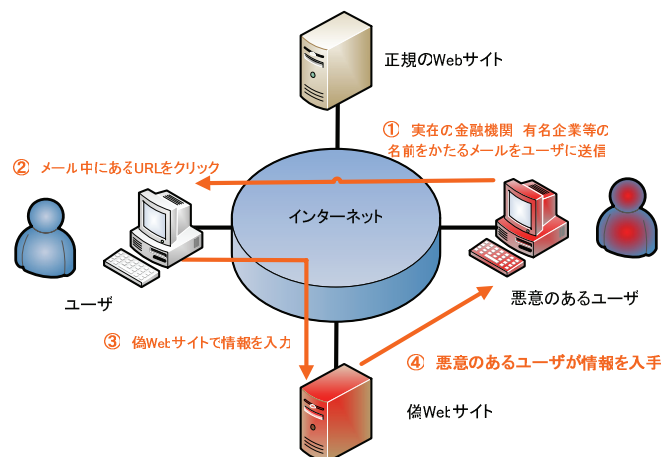 正規のWebサイト
① 実在の金融機関 有名企業等の
名前をかたるメールをユーザに送信
② メール中にあるURLをクリック
インターネット
ユーザ
悪意のあるユーザ
③ 偽Webサイトで情報を入力
④ 悪意のあるユーザが情報を入手
偽Webサイト